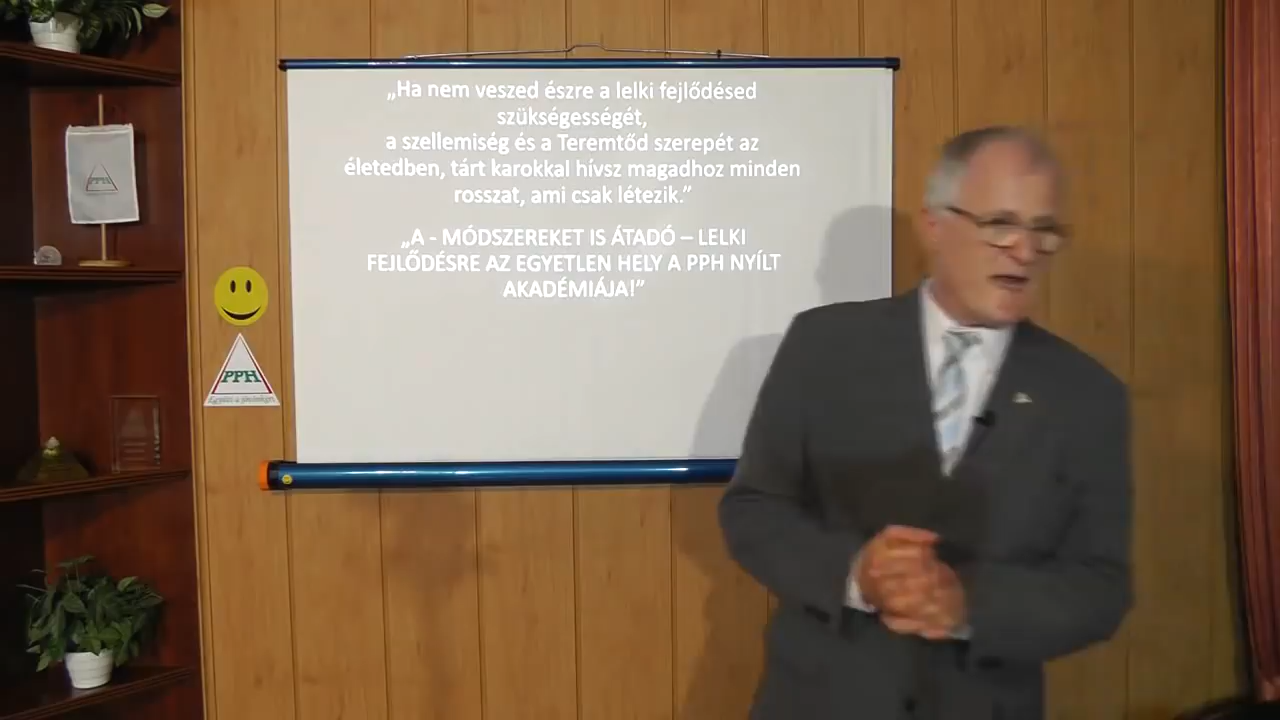 „Ha nem veszed észre a lelki fejlődésed
szükségességét,
a szellemiség és a Teremtőd szerepét az
életedben, tárt karokkal hívsz magadhoz minden
rosszat, ami csak létezik.”
„A - MÓDSZEREKET IS ÁTADÓ – LELKI
FEJLŐDÉSRE AZ EGYETLEN HELY A PPH NYÍLT
AKADÉMIÁJA!”
PPH
PPH